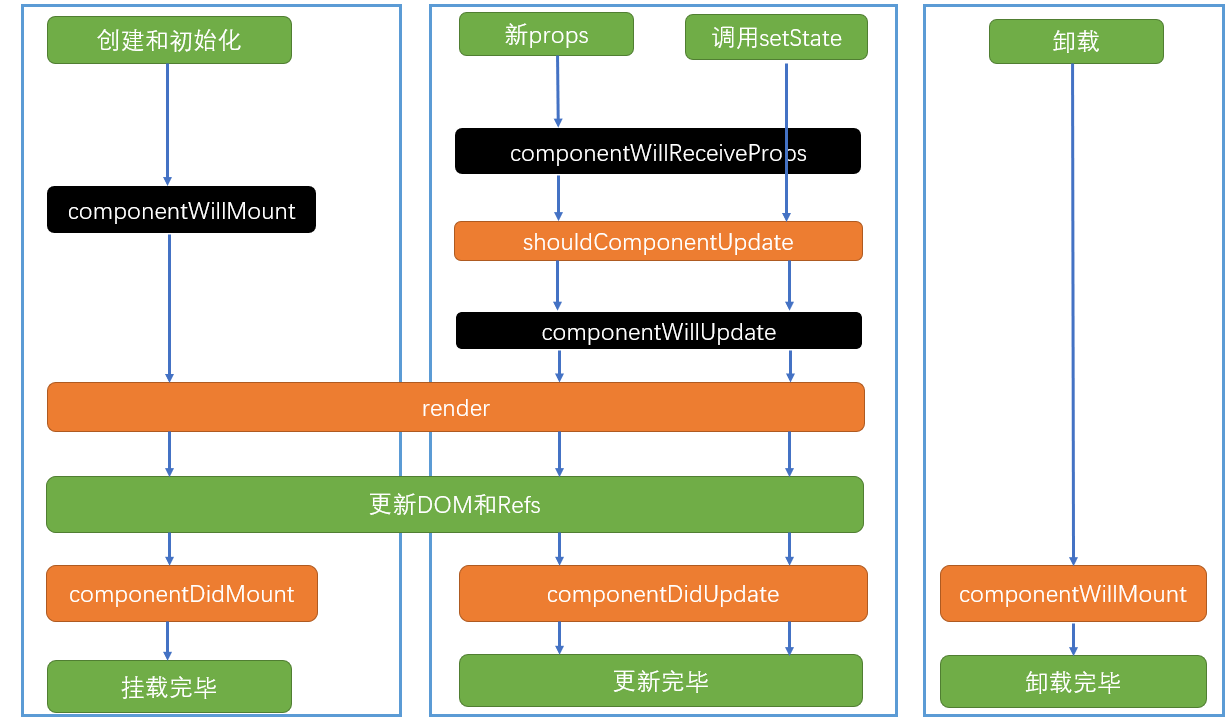 创建和初始化
componentWillMount
新props
调用setState
componentWillReceiveProps
shouldComponentUpdate
componentWillUpdate
render
更新DOM和Refs
componentDidMount
挂载完毕
componentDidUpdate
更新完毕
卸载
componentWillMount
卸载完毕